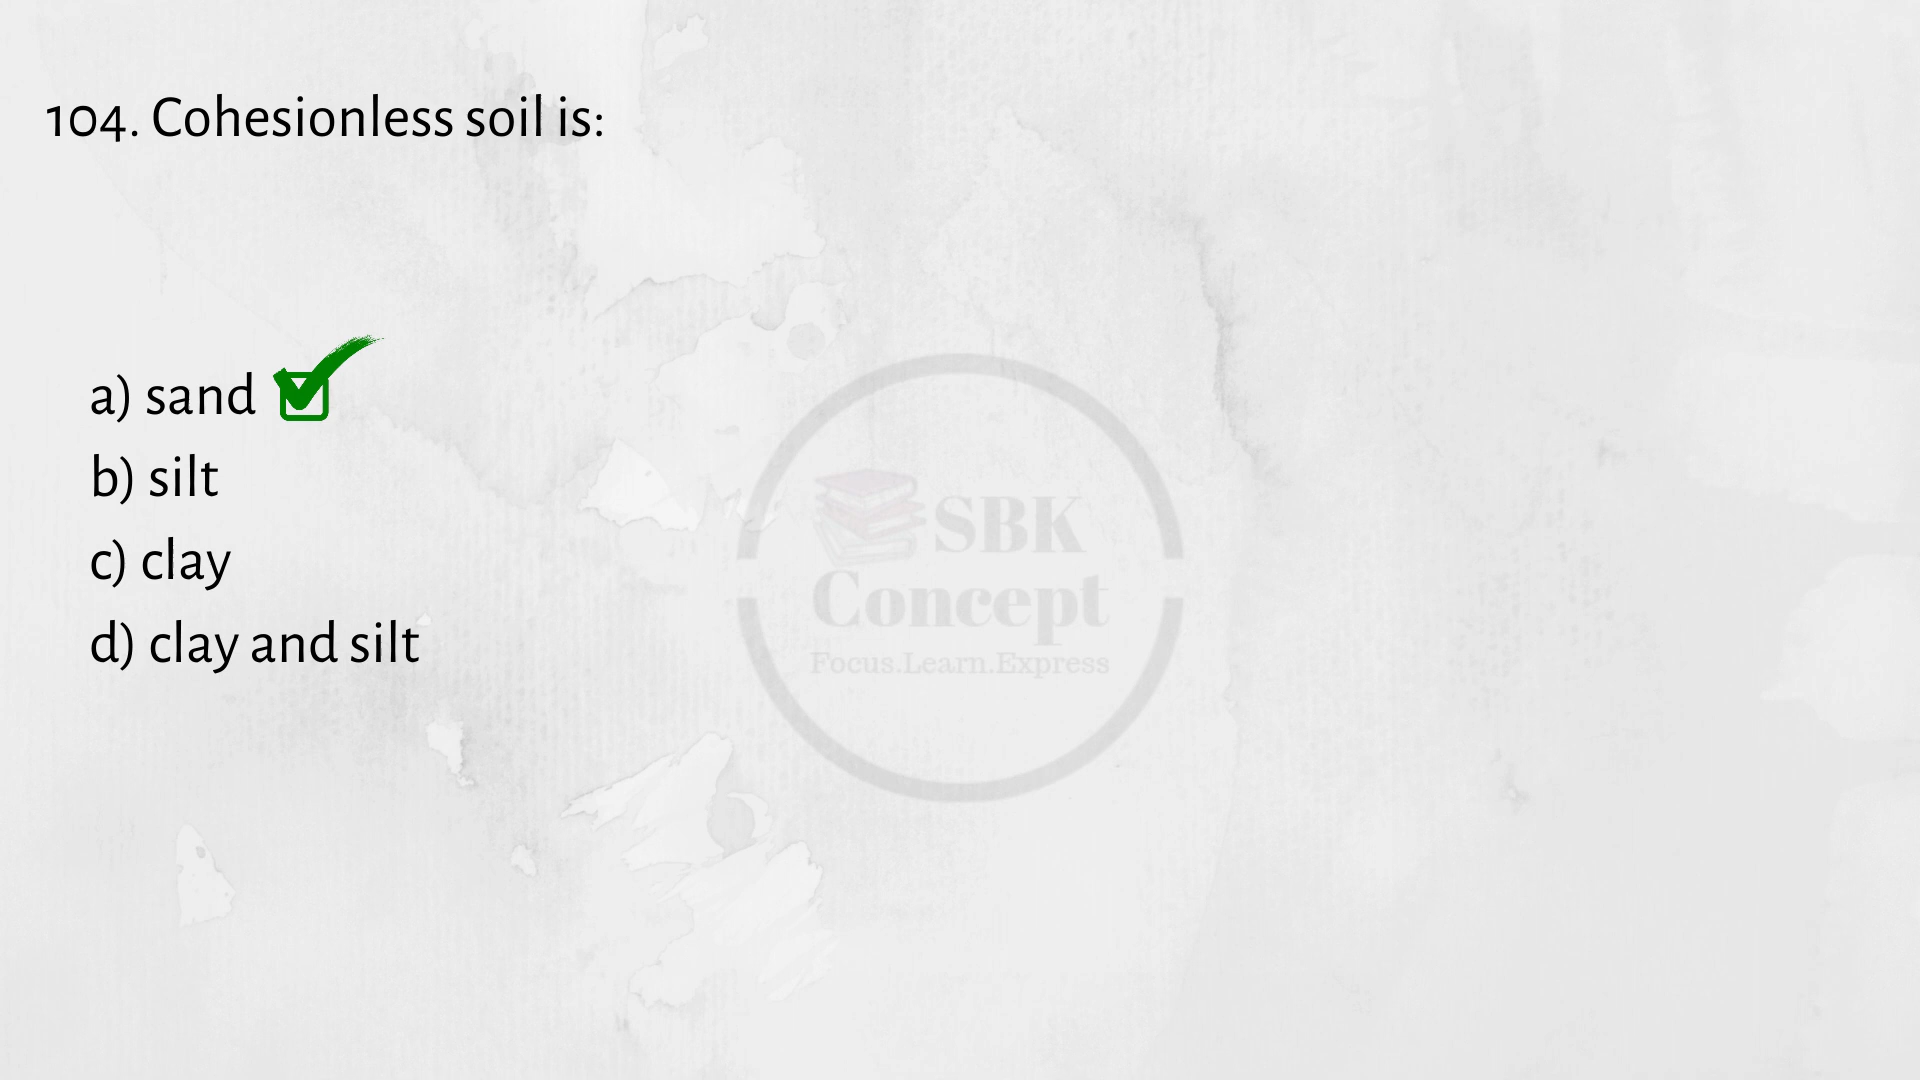 104. Cohesionless soil is:
a) sand
b) silt
c) clay
d) clay and silt
SBK
Concept
Focus.Learn.Express